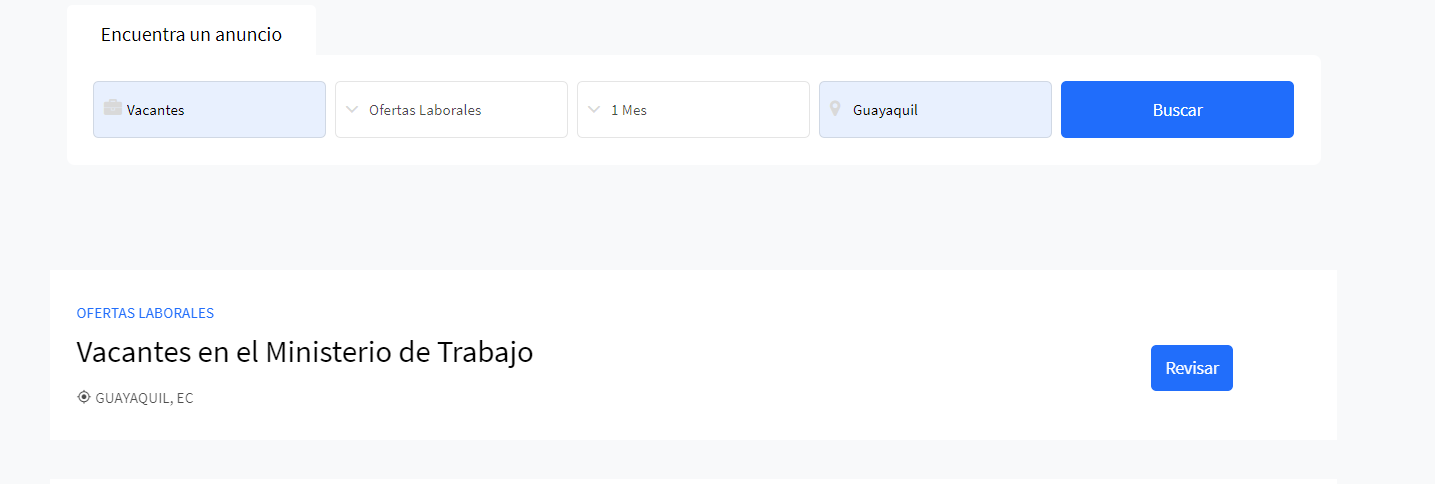 Encuentra un anuncio
Vacantes
Ofertas Laborales
1 Mes
Guayaquil
Buscar
OFERTAS LABORALES
Vacantes en el Ministerio de Trabajo
GUAYAQUIL, EC
Revisar